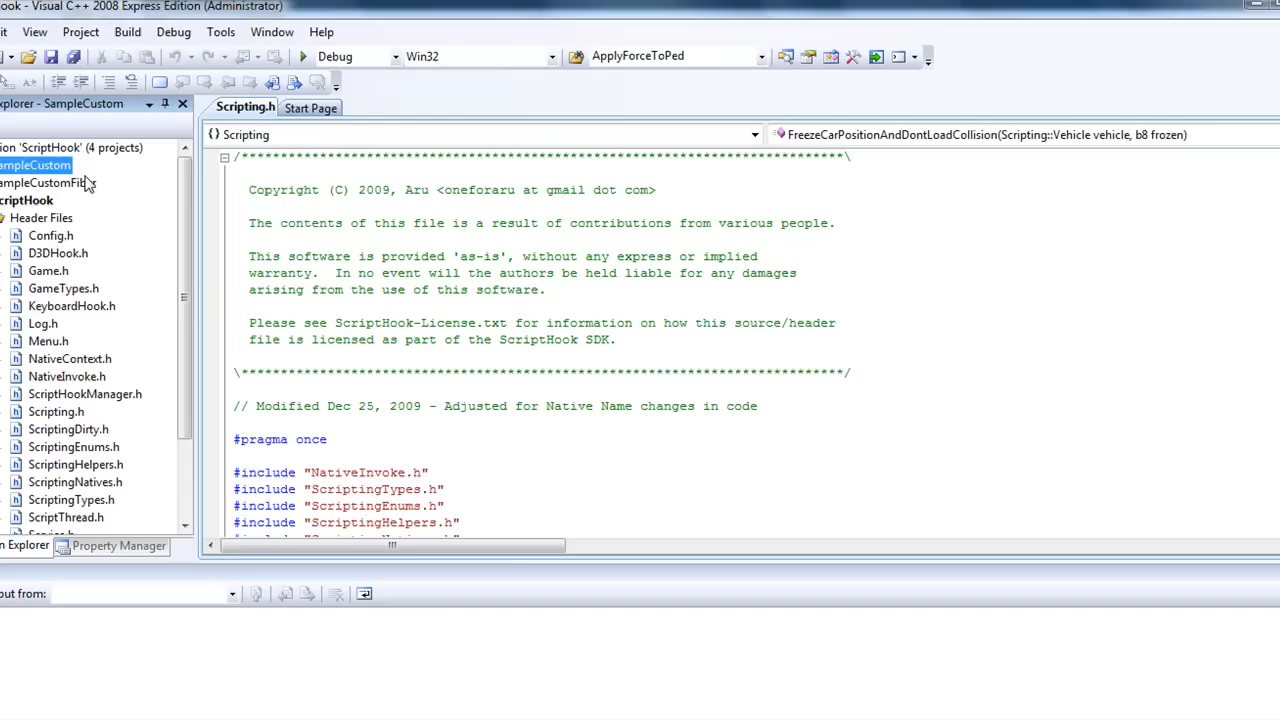 ook - Visual C++ 2008 Express Edition (Administrator)
it View Project Build Debug Tools Window Help
Debug Win32 ApplyForceToPed
xplorer - SampleCustom
Scripting.h Start Page
{} Scripting FreezeCarPositionAndDontLoadCollision(Scripting::Vehicle vehicle, b8 frozen)
ion 'ScriptHook' (4 projects)
ampleCustom
ampleCustomFib
criptHook
Header Files
Config.h
D3DHook.h
Game.h
GameTypes.h
KeyboardHook.h
Log.h
Menu.h
NativeContext.h
NativeInvoke.h
ScriptHookManager.h
Scripting.h
ScriptingDirty.h
ScriptingEnums.h
ScriptingHelpers.h
ScriptingNatives.h
ScriptingTypes.h
ScriptThread.h
n Explorer Property Manager
/*************************************************************************************\
Copyright (C) 2009, Aru <oneforaru at gmail dot com>
The contents of this file is a result of contributions from various people.
This software is provided 'as-is', without any express or implied
warranty. In no event will the authors be held liable for any damages
arising from the use of this software.
Please see ScriptHook-License.txt for information on how this source/header
file is licensed as part of the ScriptHook SDK.
\*************************************************************************************/
// Modified Dec 25, 2009 - Adjusted for Native Name changes in code
#pragma once
#include "NativeInvoke.h"
#include "ScriptingTypes.h"
#include "ScriptingEnums.h"
#include "ScriptingHelpers.h"
put from: